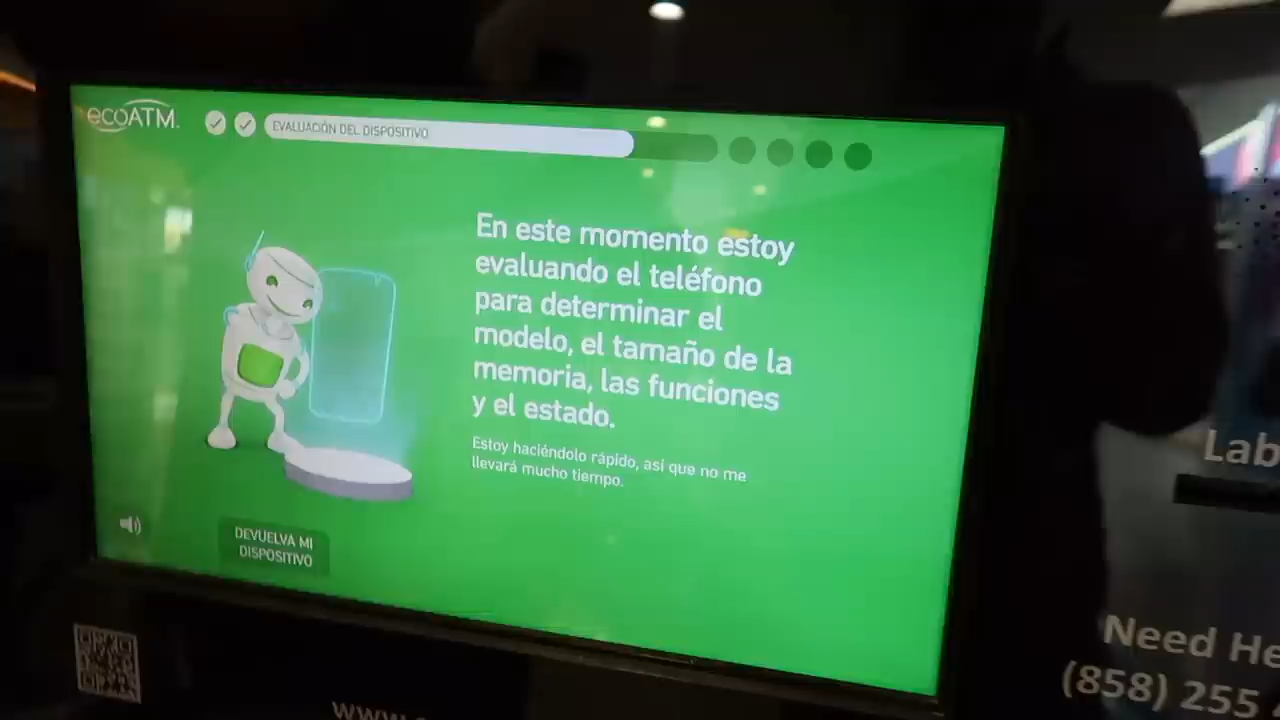 ecoATM.
EVALUACIÓN DEL DISPOSITIVO
En este momento estoy
evaluando el teléfono
para determinar el
modelo, el tamaño de la
memoria, las funciones
y el estado.
Estoy haciéndolo rápido, así que no me
llevará mucho tiempo.
DEVUELVA MI
DISPOSITIVO
Lab
Need He
(858) 255
www.